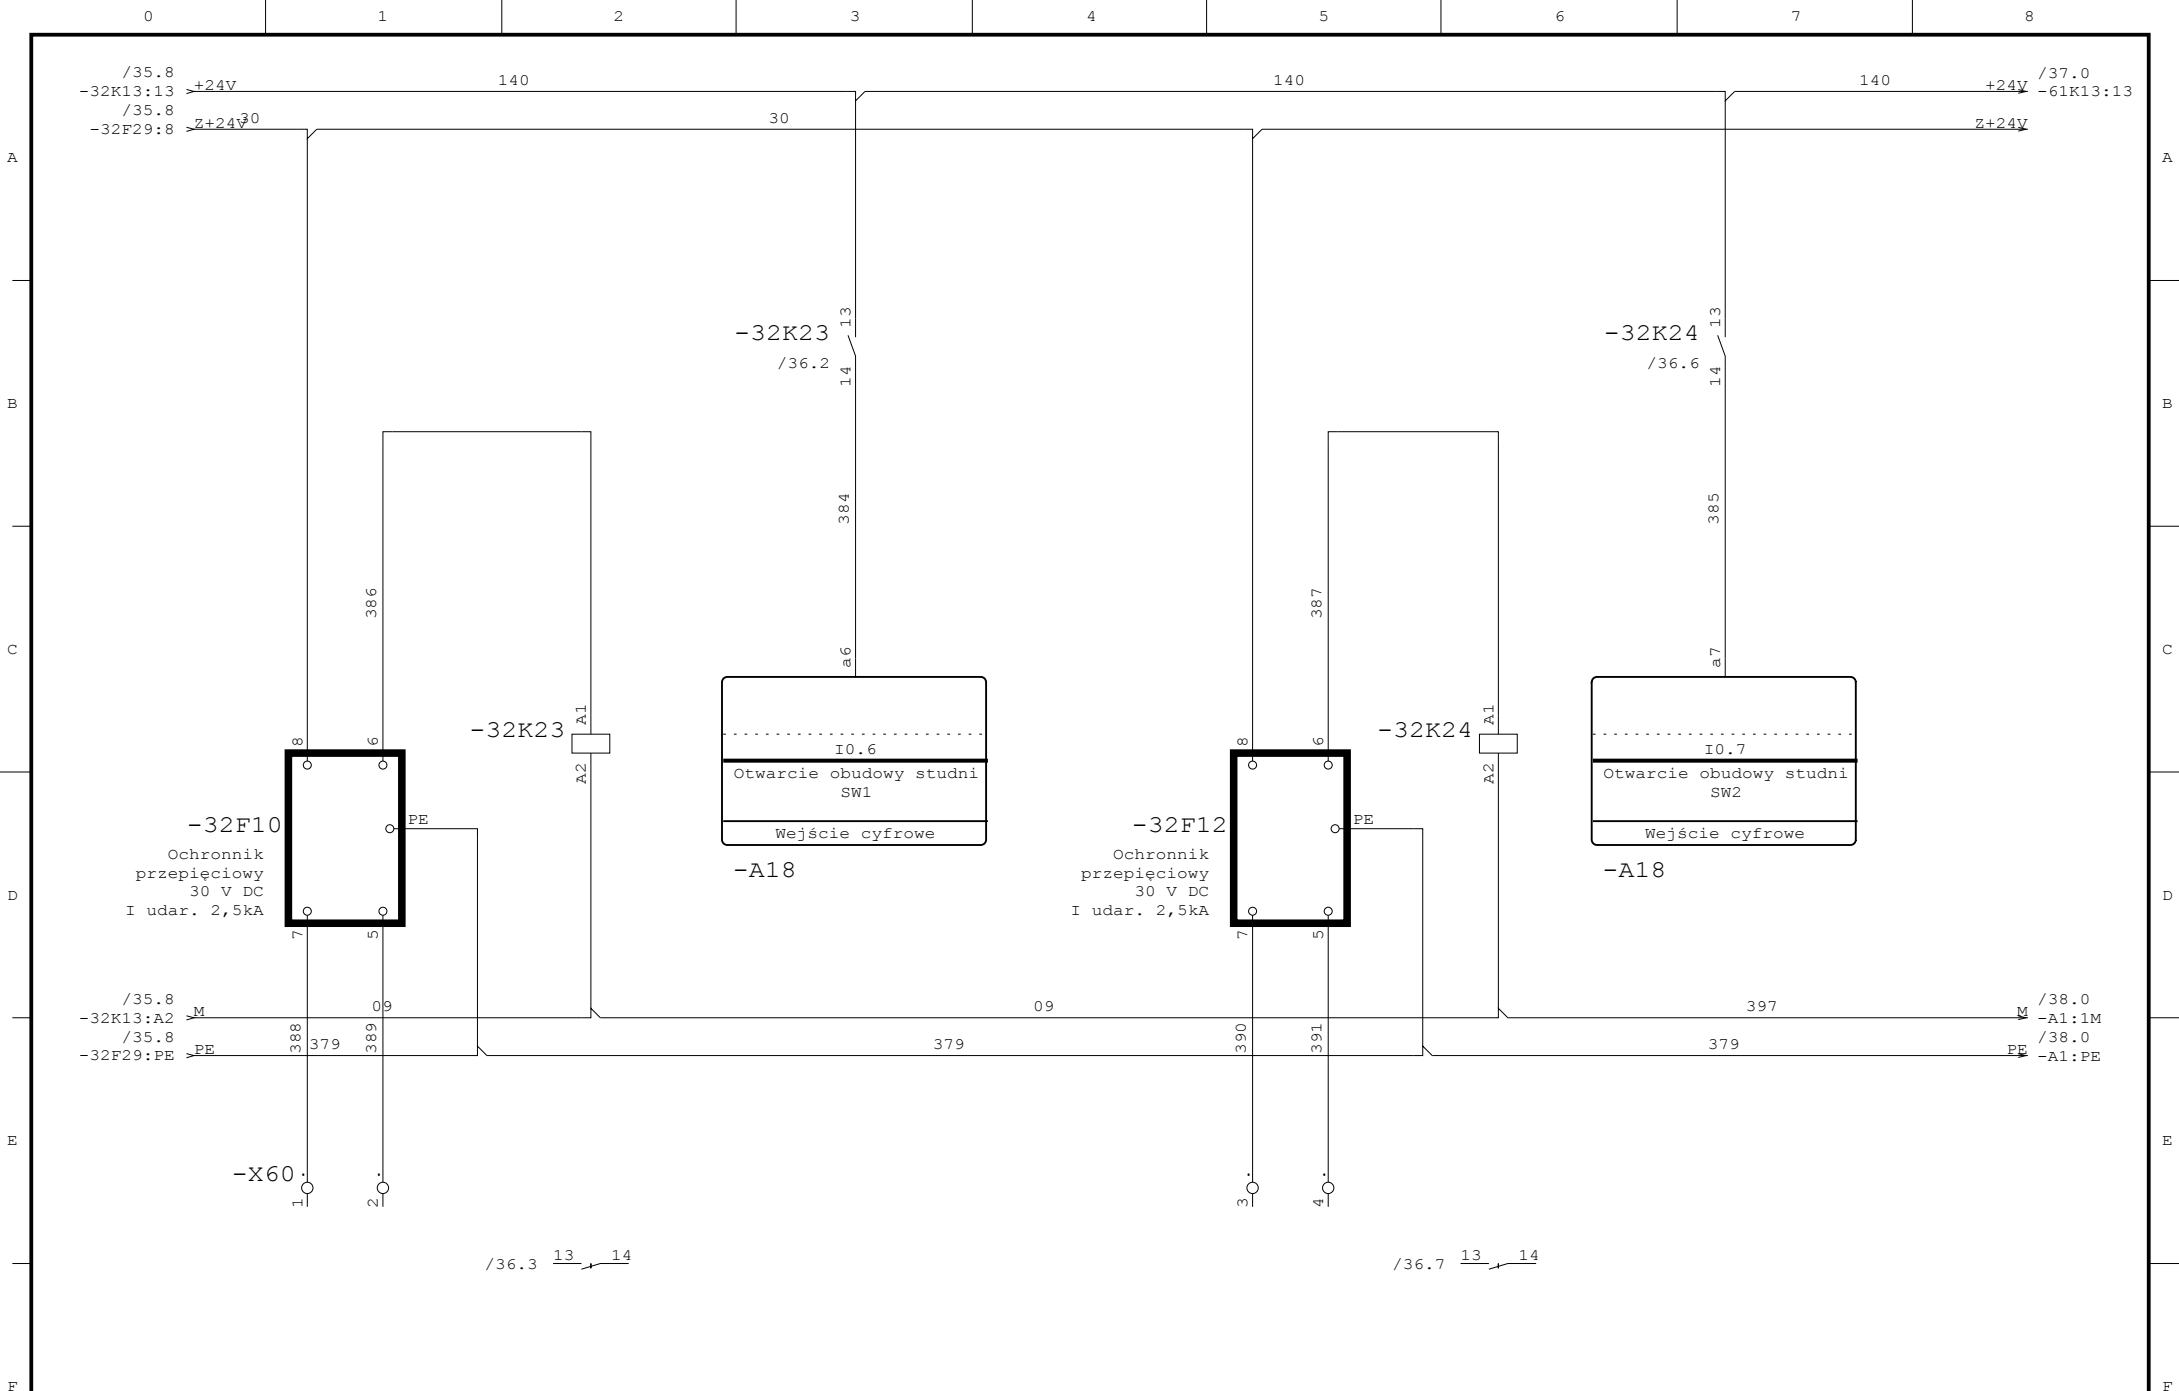 0 1 2 3 4 5 6 7 8
/35.8
-32K13:13 +24V 140 140 140 +24V
/37.0
-61K13:13
/35.8
-32F29:8 Z+24V 30 30 Z+24V
A A
-32K23 13
/36.2 14
-32K24 13
/36.6 14
B B
384
385
386
387
C C
a6
a7
-32K23 A1
A2
-32K24 A1
A2
I0.6
Otwarcie obudowy studni
SW1
Wejście cyfrowe
-A18
I0.7
Otwarcie obudowy studni
SW2
Wejście cyfrowe
-A18
8 6
-32F10 PE
Ochronnik
przepięciowy
30 V DC
I udar. 2,5kA
7 5
8 6
-32F12 PE
Ochronnik
przepięciowy
30 V DC
I udar. 2,5kA
7 5
D D
/35.8
-32K13:A2 M 09 09 397 M
/38.0
-A1:1M
/35.8
-32F29:PE PE 379 379 379 PE
/38.0
-A1:PE
388 389 390 391
E E
-X60
1 2 3 4
/36.3 13 14
/36.7 13 14
F F